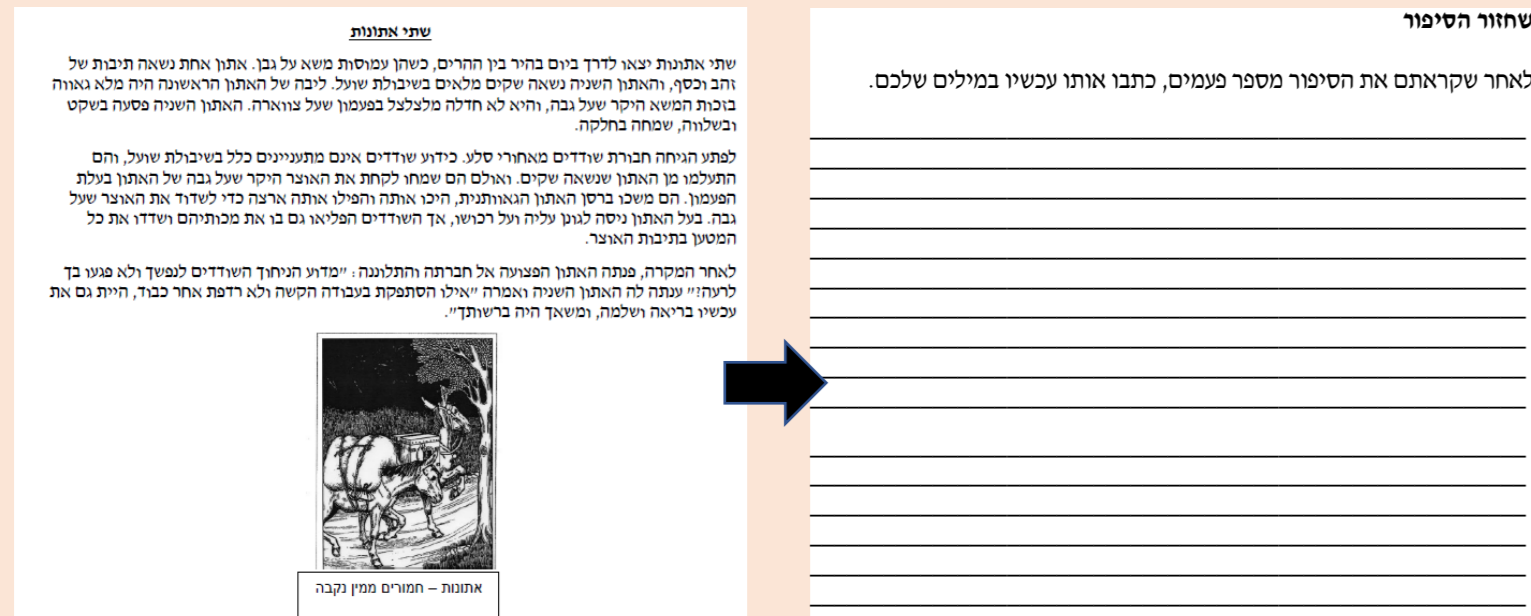 שתי אתונות
שתי אתונות יצאו לדרך ביום בהיר בין ההרים, כשהן עמוסות משא על גבן. אתון אחת נשאה תיבות של
זהב וכסף, והאתון השניה נשאה שקים מלאים בשיבולת שועל. ליבה של האתון הראשונה היה מלא גאווה
בזכות המשא היקר שעל גבה, והיא לא חדלה מלצלצל בפעמון שעל צווארה. האתון השניה פסעה בשקט
ובשלווה, שמחה בחלקה.
לפתע הגיחה חבורת שודדים מאחורי סלע. כידוע שודדים אינם מתעניינים כלל בשיבולת שועל, והם
התעלמו מן האתון שנשאה שקים. ואולם הם שמחו לקחת את האוצר היקר שעל גבה של האתון בעלת
הפעמון. הם משכו ברסן האתון הגאוותנית, היכו אותה והפילו אותה ארצה כדי לשדוד את האוצר שעל
גבה. בעל האתון ניסה לגונן עליה ועל רכושו, אך השודדים הפליאו גם בו את מכותיהם ושדדו את כל
המטען בתיבות האוצר.
לאחר המקרה, פנתה האתון הפצועה אל חברתה והתלוננה: "מדוע הניחוך השודדים לנפשך ולא פגעו בך
לרעה?" ענתה לה האתון השניה ואמרה "אילו הסתפקת בעבודה הקשה ולא רדפת אחר כבוד, היית גם את
עכשיו בריאה ושלמה, ומשאך היה ברשותך".
אתונות – חמורים ממין נקבה
שחזור הסיפור
לאחר שקראתם את הסיפור מספר פעמים, כתבו אותו עכשיו במילים שלכם.